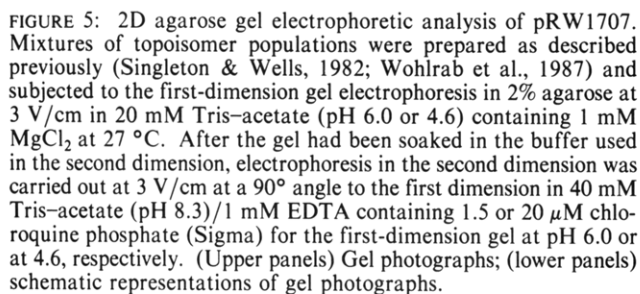 FIGURE 5: 2D agarose gel electrophoretic analysis of pRW1707.
Mixtures of topoisomer populations were prepared as described
previously (Singleton & Wells, 1982; Wohlrab et al., 1987) and
subjected to the first-dimension gel electrophoresis in 2% agarose at
3 V/cm in 20 mM Tris–acetate (pH 6.0 or 4.6) containing 1 mM
MgCl₂ at 27 °C. After the gel had been soaked in the buffer used
in the second dimension, electrophoresis in the second dimension was
carried out at 3 V/cm at a 90° angle to the first dimension in 40 mM
Tris–acetate (pH 8.3)/1 mM EDTA containing 1.5 or 20 μM chlo-
roquine phosphate (Sigma) for the first-dimension gel at pH 6.0 or
at 4.6, respectively. (Upper panels) Gel photographs; (lower panels)
schematic representations of gel photographs.